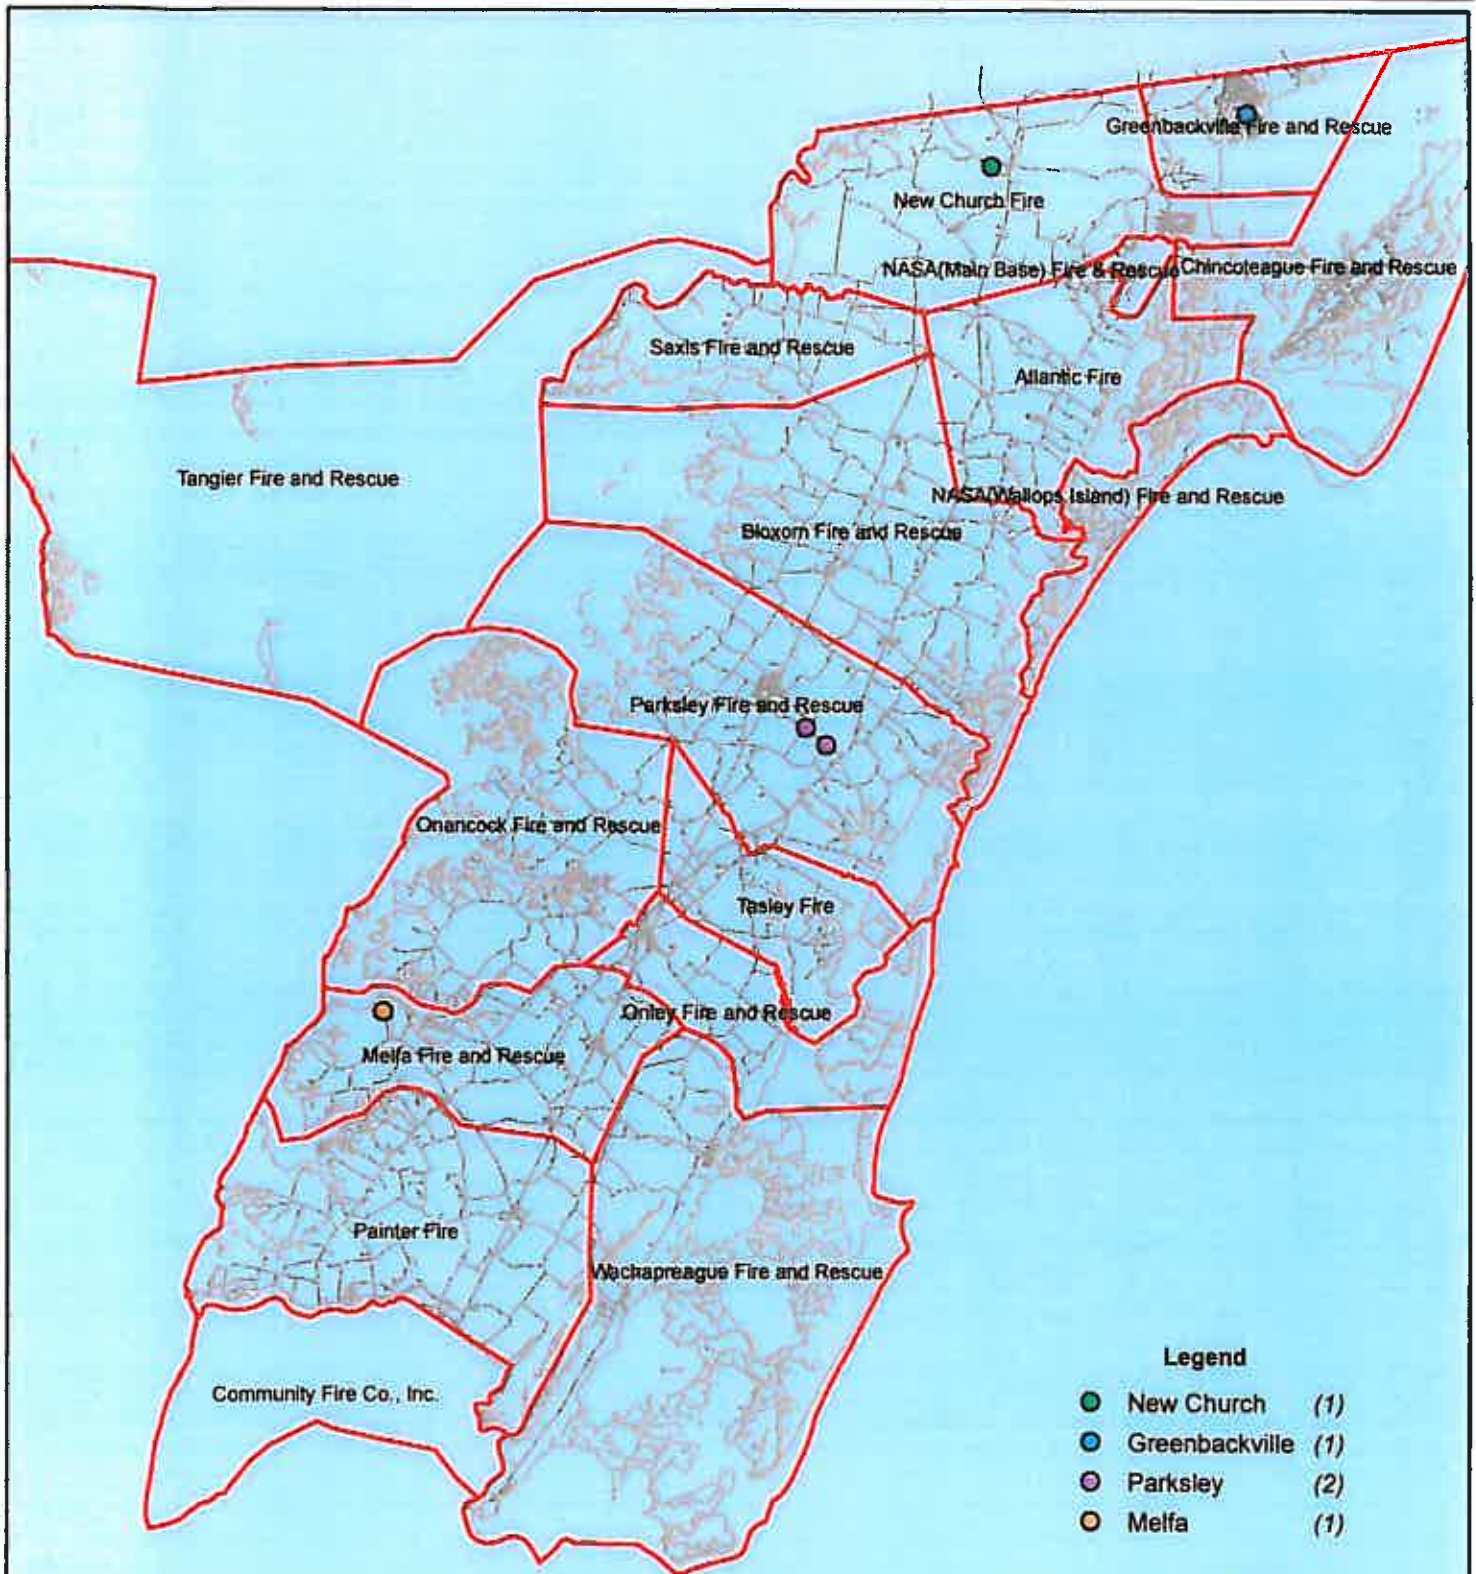 Greenbackville Fire and Rescue
New Church Fire
NASA(Main Base) Fire & Rescue
Chincoteague Fire and Rescue
Saxis Fire and Rescue
Atlantic Fire
Tangier Fire and Rescue
NASA(Wallops Island) Fire and Rescue
Bloxom Fire and Rescue
Parksley Fire and Rescue
Onancock Fire and Rescue
Tasley Fire
Onley Fire and Rescue
Melfa Fire and Rescue
Painter Fire
Wachapreague Fire and Rescue
Community Fire Co., Inc.
Legend
New Church (1)
Greenbackville (1)
Parksley (2)
Melfa (1)